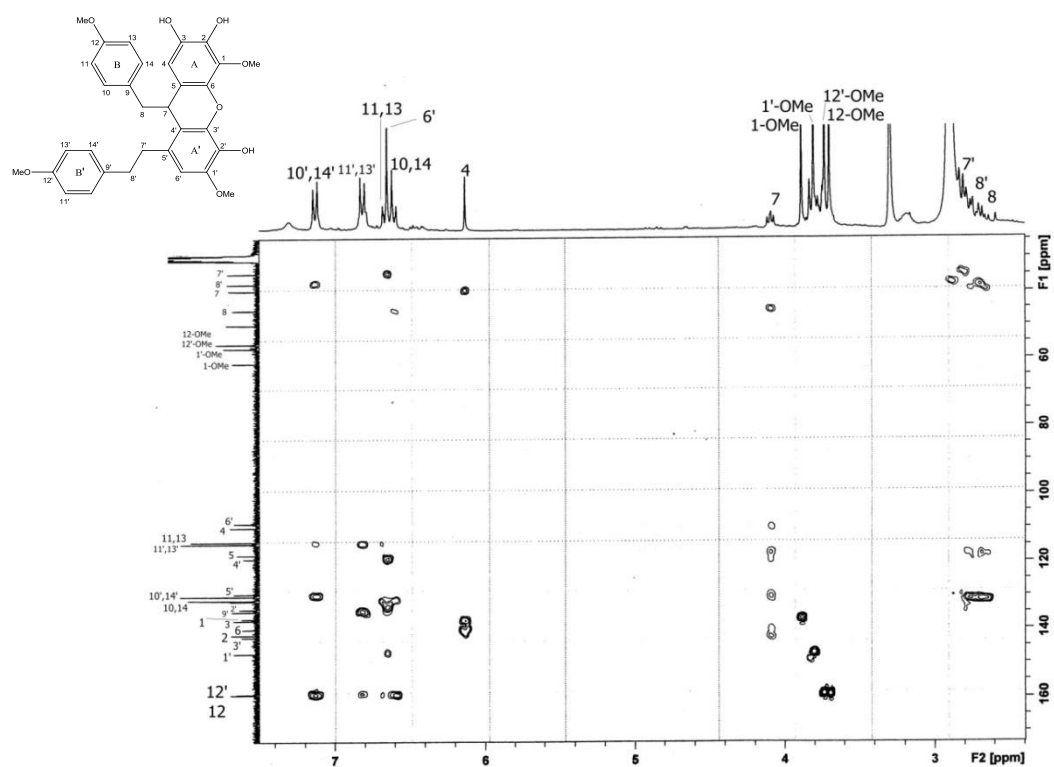 MeO
HO OH
12 13 3 2
11 B 14 4 A 1 OMe
10 9 5 6
8 7 O
4' 3'
7' A' 2' OH
13' 14' 5' 1'
MeO 12' B' 9' 8' 6' OMe
11'
10',14'
11',13'
11,13
6'
10,14
4
7
1'-OMe
1-OMe
12'-OMe
12-OMe
7'
8'
8
7'
8'
7
8
12-OMe
12'-OMe
1'-OMe
1-OMe
6'
4
11,13
11',13'
5
4'
5'
10',14'
10,14
2'
9'
1
3
6
2
3'
1'
12'
12
F1 [ppm]
60
80
100
120
140
160
7 6 5 4 3 F2 [ppm]